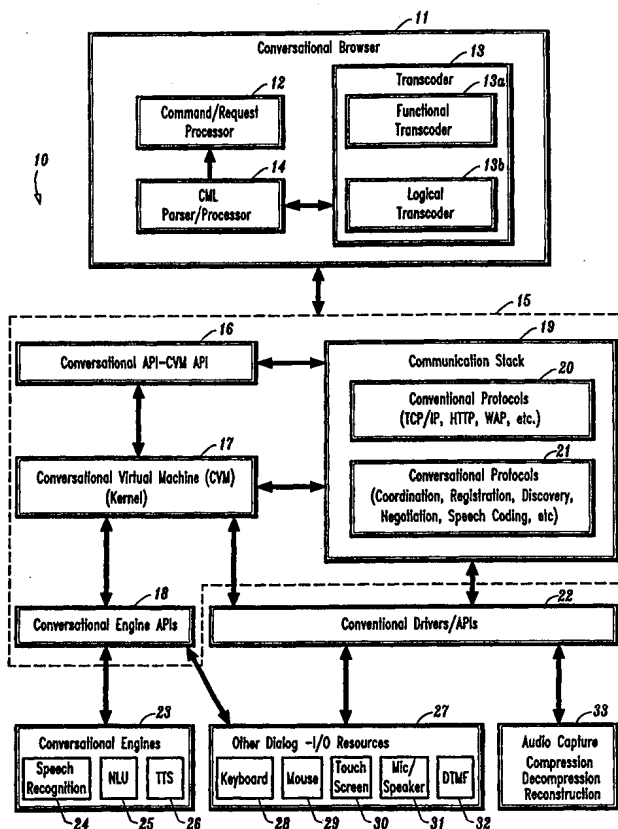 11
Conversational Browser
13
12
Transcoder
13a
Command/Request
Processor
Functional
Transcoder
10
14
13b
CML
Parser/Processor
Logical
Transcoder
15
16
19
Conversational API-CVM API
Communication Stack
20
Conventional Protocols
(TCP/IP, HTTP, WAP, etc.)
17
21
Conversational Virtual Machine (CVM)
(Kernel)
Conversational Protocols
(Coordination, Registration, Discovery,
Negotiation, Speech Coding, etc)
18
22
Conversational Engine APIs
Conventional Drivers/APIs
23
27
33
Conversational Engines
Other Dialog -I/O Resources
Audio Capture
Compression
Decompression
Reconstruction
Speech
Recognition
NLU
TTS
Keyboard
Mouse
Touch
Screen
Mic/
Speaker
DTMF
24
25
26
28
29
30
31
32